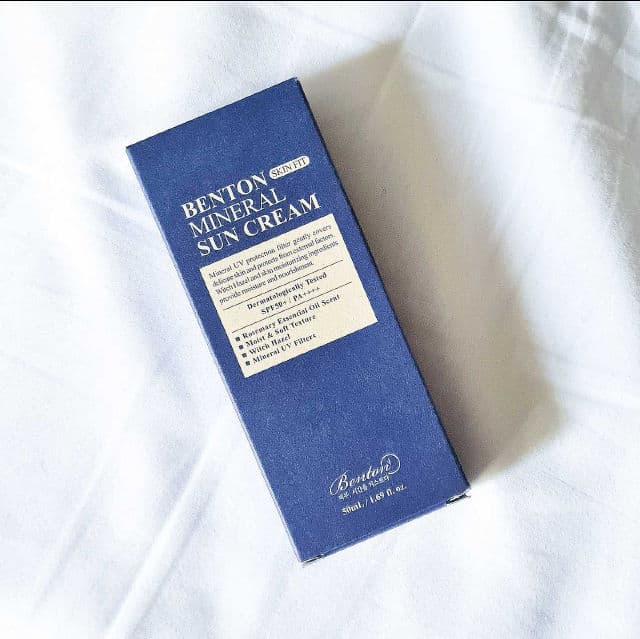 BENTON SKIN FIT
MINERAL
SUN CREAM
Mineral UV protection filter gently covers
delicate skin and protects from external factors.
Witch Hazel and skin moisturizing ingredients
provide moisture and nourishment.
Dermatologically Tested
SPF50+ / PA++++
■ Rosemary Essential Oil Scent
■ Moist & Soft Texture
■ Witch Hazel
■ Mineral UV Filters
Benton
50mL / 1.69 fl. oz.